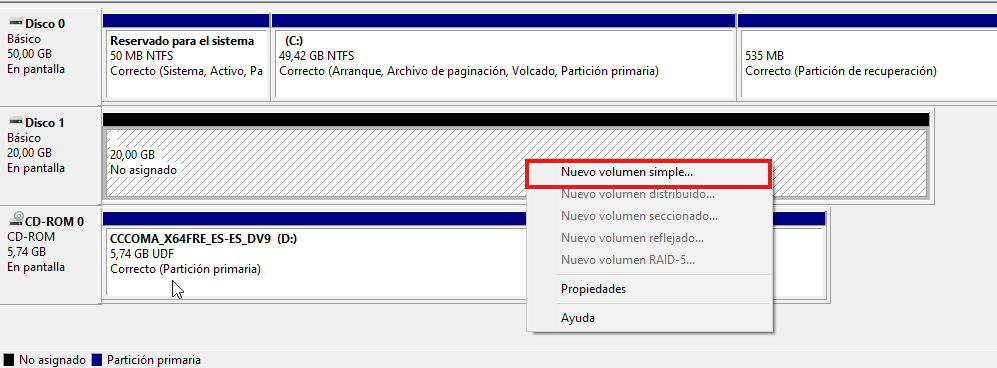 Disco 0
Básico
50,00 GB
En pantalla
Reservado para el sistema
50 MB NTFS
Correcto (Sistema, Activo, Pa
(C:)
49,42 GB NTFS
Correcto (Arranque, Archivo de paginación, Volcado, Partición primaria)
535 MB
Correcto (Partición de recuperación)
Disco 1
Básico
20,00 GB
En pantalla
20,00 GB
No asignado
Nuevo volumen simple...
Nuevo volumen distribuido...
Nuevo volumen seccionado...
Nuevo volumen reflejado...
Nuevo volumen RAID-5...
Propiedades
Ayuda
CD-ROM 0
CD-ROM
5,74 GB
En pantalla
CCCOMA_X64FRE_ES-ES_DV9 (D:)
5,74 GB UDF
Correcto (Partición primaria)
No asignado
Partición primaria